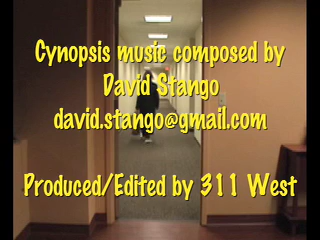 Cynopsis music composed by
David Stango
david.stango@gmail.com
Produced/Edited by 311 West